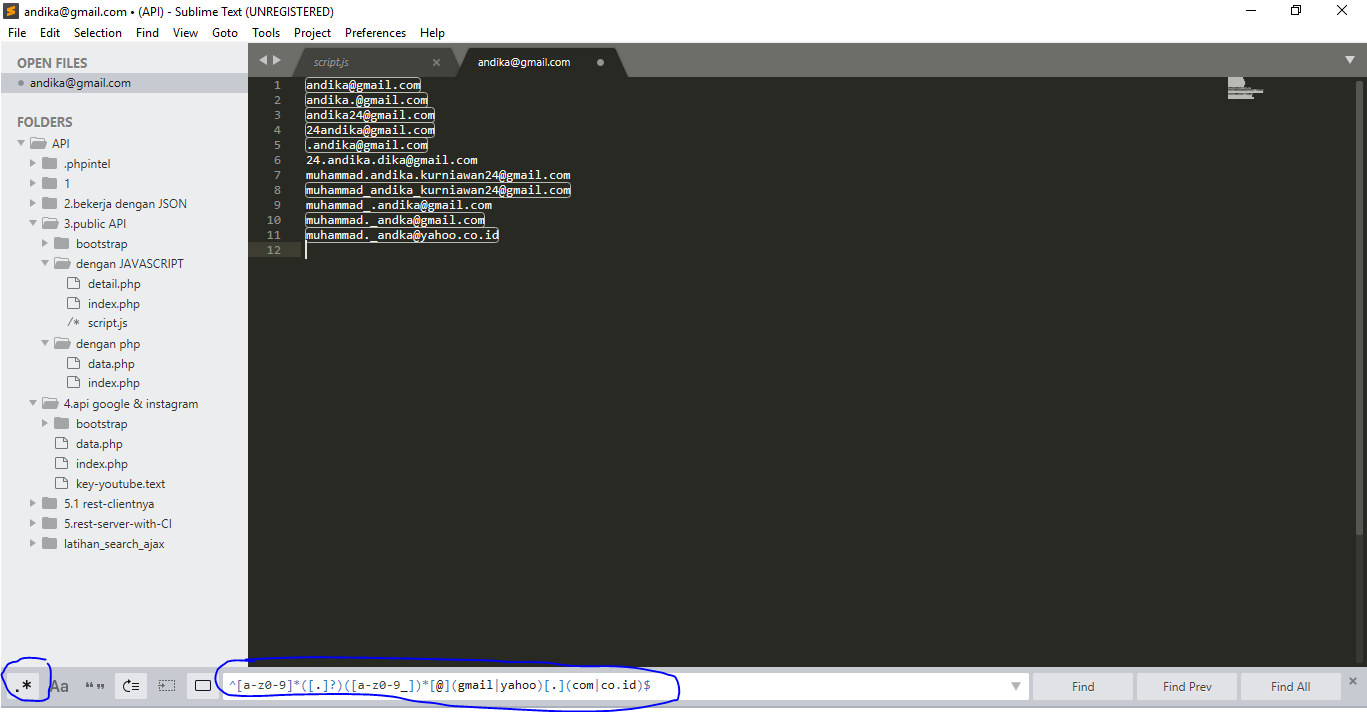 andika@gmail.com • (API) - Sublime Text (UNREGISTERED)
File Edit Selection Find View Goto Tools Project Preferences Help
OPEN FILES
andika@gmail.com
FOLDERS
API
.phpintel
1
2.bekerja dengan JSON
3.public API
bootstrap
dengan JAVASCRIPT
detail.php
index.php
/* script.js
dengan php
data.php
index.php
4.api google & instagram
bootstrap
data.php
index.php
key-youtube.text
5.1 rest-clientnya
5.rest-server-with-CI
latihan_search_ajax
script.js × andika@gmail.com
1 andika@gmail.com
2 andika.@gmail.com
3 andika24@gmail.com
4 24andika@gmail.com
5 .andika@gmail.com
6 24.andika.dika@gmail.com
7 muhammad.andika.kurniawan24@gmail.com
8 muhammad_andika_kurniawan24@gmail.com
9 muhammad_.andika@gmail.com
10 muhammad._andka@gmail.com
11 muhammad._andka@yahoo.co.id
12
.* Aa “” ^[a-z0-9]*([.]?)([a-z0-9_])*[@](gmail|yahoo)[.](com|co.id)$ Find Find Prev Find All ×